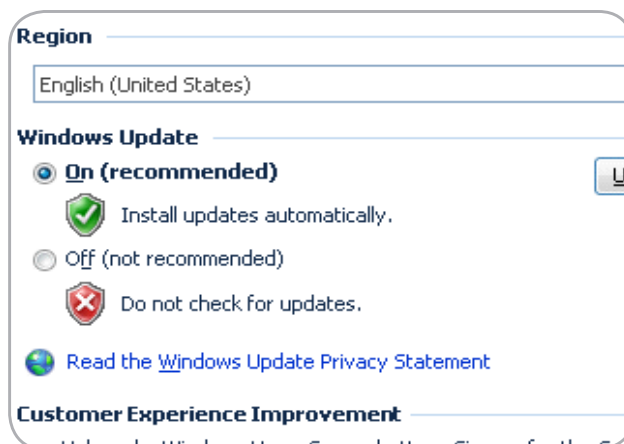 Region
English (United States)
Windows Update
On (recommended)
U
Install updates automatically.
Off (not recommended)
Do not check for updates.
Read the Windows Update Privacy Statement
Customer Experience Improvement